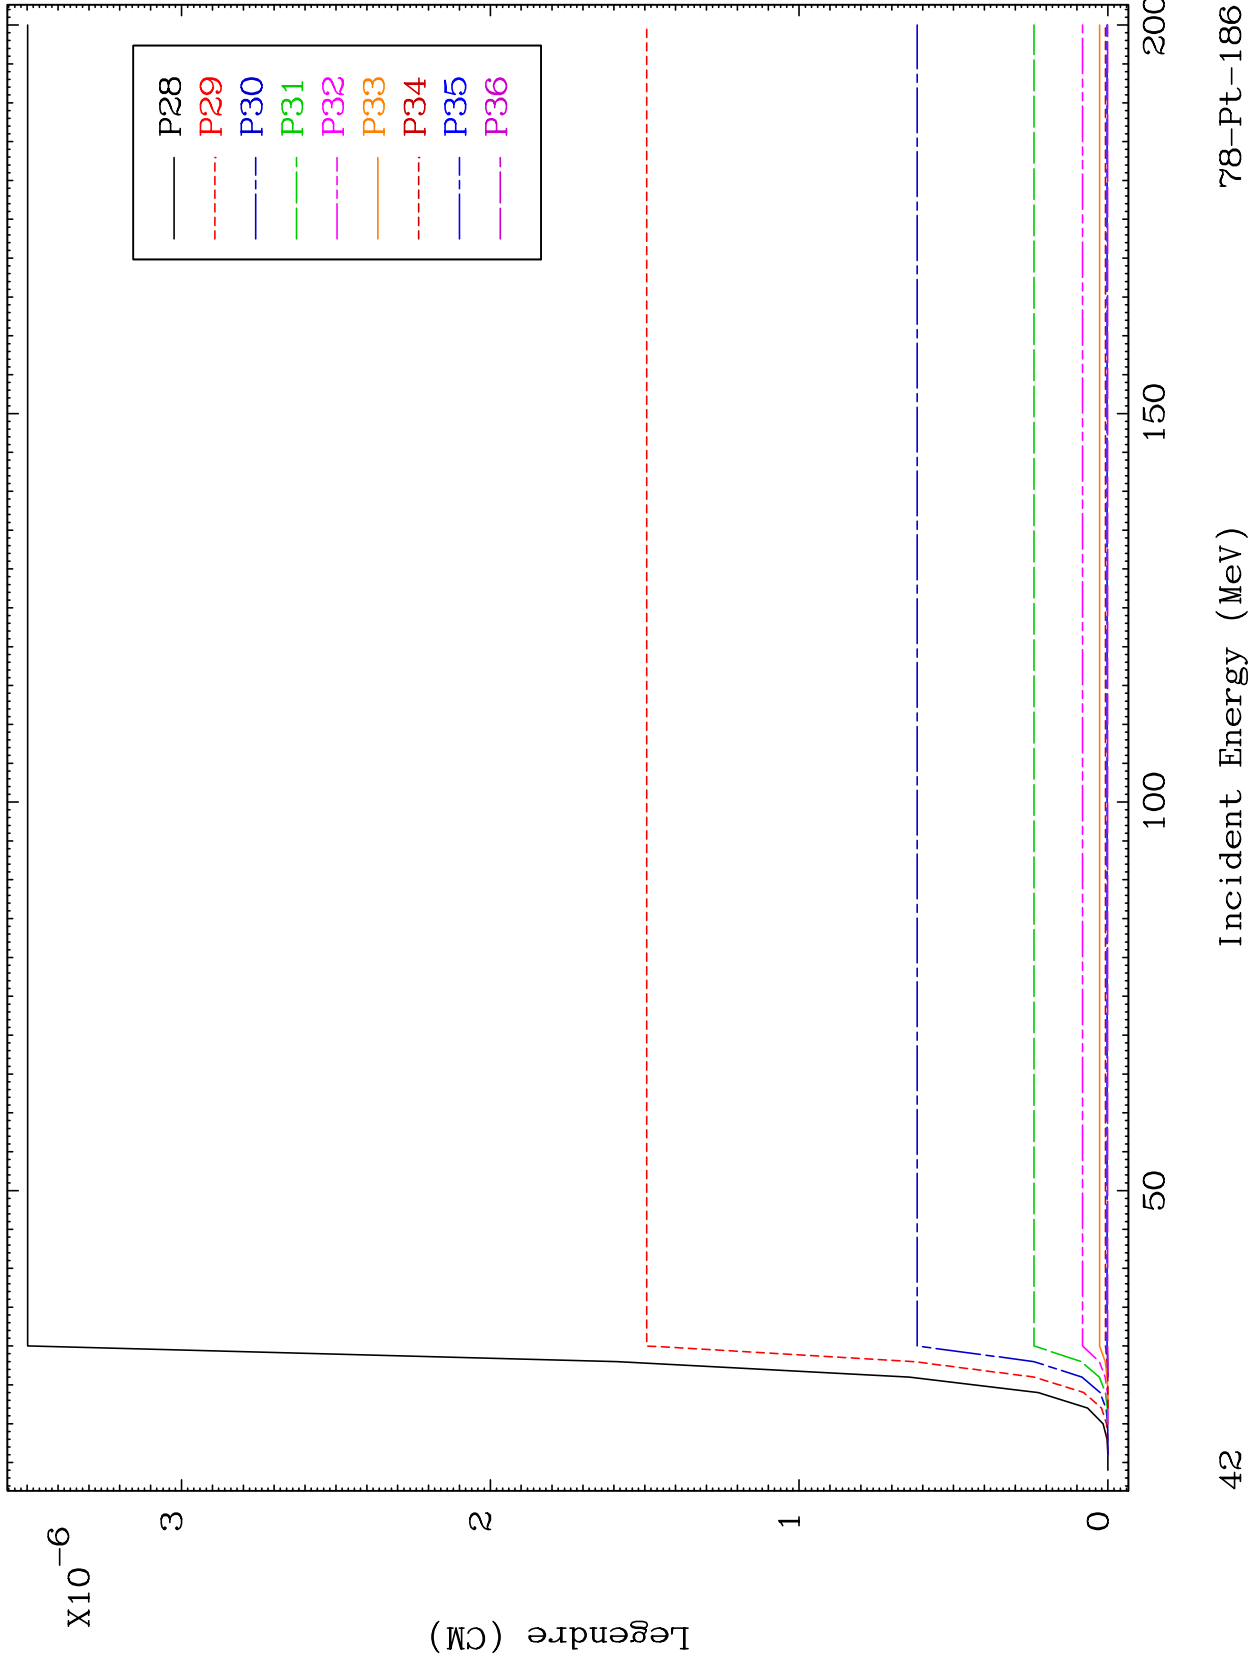 X10-6
3
2
1
0
Legendre (CM)
P28
P29
P30
P31
P32
P33
P34
P35
P36
50
100
150
200
42
Incident Energy (MeV)
78-Pt-186